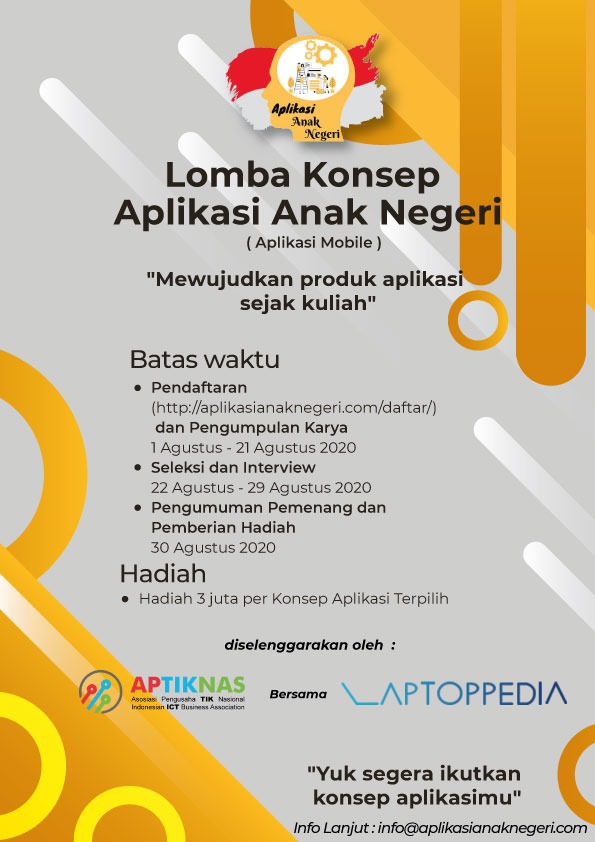 Aplikasi
Anak
Negeri
Lomba Konsep
Aplikasi Anak Negeri
( Aplikasi Mobile )
"Mewujudkan produk aplikasi
sejak kuliah"
Batas waktu
● Pendaftaran
(http://aplikasianaknegeri.com/daftar/)
dan Pengumpulan Karya
1 Agustus - 21 Agustus 2020
● Seleksi dan Interview
22 Agustus - 29 Agustus 2020
● Pengumuman Pemenang dan
Pemberian Hadiah
30 Agustus 2020
Hadiah
● Hadiah 3 juta per Konsep Aplikasi Terpilih
diselenggarakan oleh :
APTIKNAS
Asosiasi Pengusaha TIK Nasional
Indonesian ICT Business Association
Bersama
LAPTOPPEDIA
"Yuk segera ikutkan
konsep aplikasimu"
Info Lanjut : info@aplikasianaknegeri.com